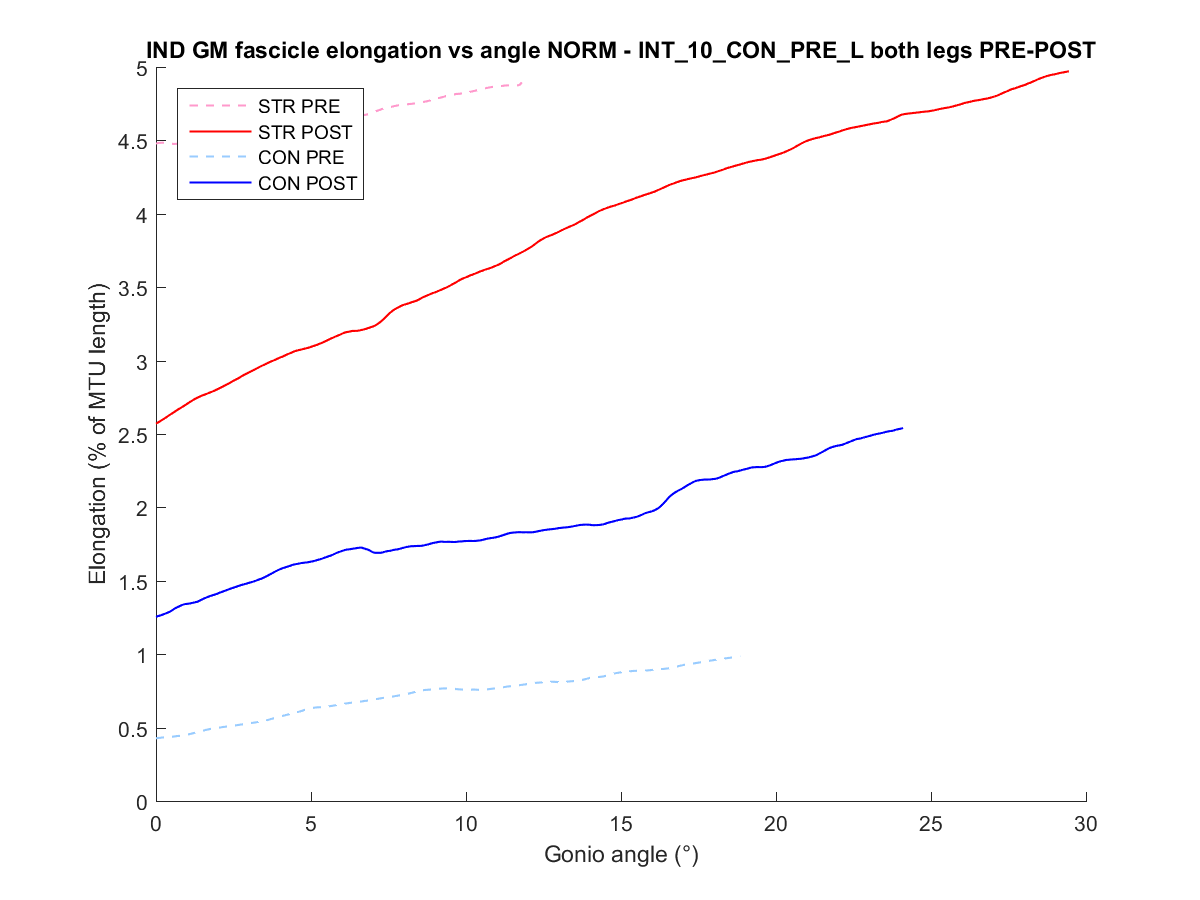 IND GM fascicle elongation vs angle NORM - INT_10_CON_PRE_L both legs PRE-POST
STR PRE
STR POST
CON PRE
CON POST
Elongation (% of MTU length)
5
4.5
4
3.5
3
2.5
2
1.5
1
0.5
0
0 5 10 15 20 25 30
Gonio angle (°)